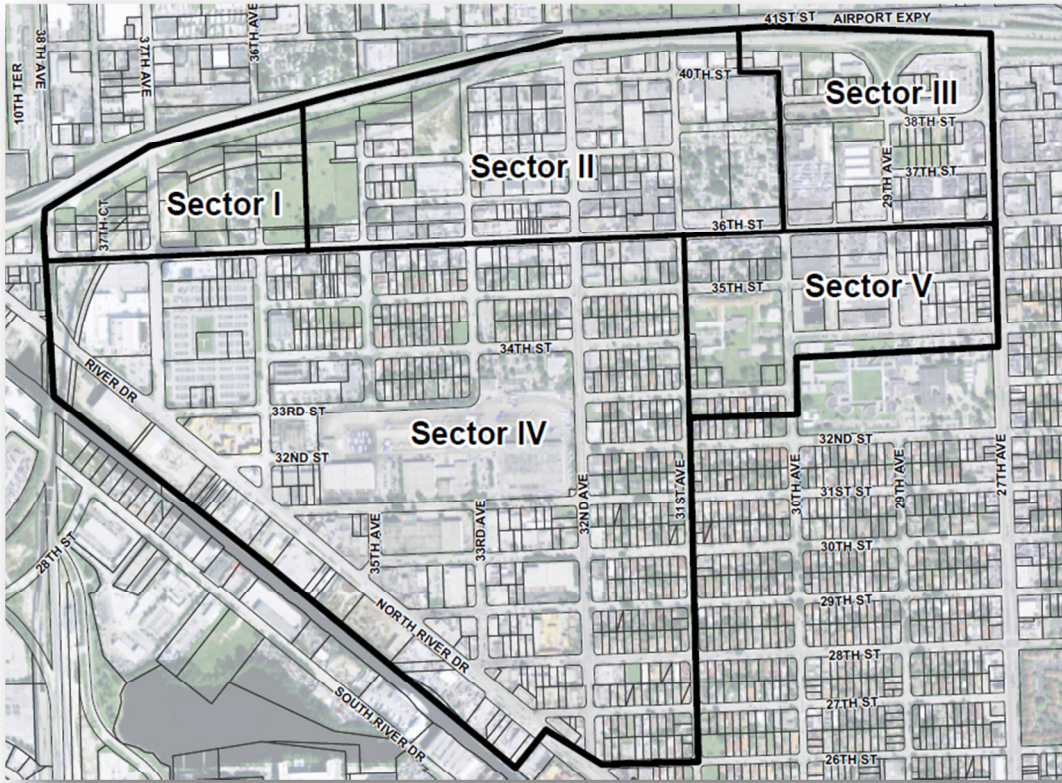 41ST ST AIRPORT EXPY
36TH AVE
38TH AVE
37TH AVE
10TH TER
40TH ST
Sector III
38TH ST
Sector II
37TH ST
29TH AVE
Sector I
37TH CT
36TH ST
35TH ST
Sector V
34TH ST
RIVER DR
33RD ST
Sector IV
32ND ST
32ND ST
27TH AVE
29TH AVE
30TH AVE
31ST AVE
32ND AVE
31ST ST
33RD AVE
35TH AVE
28TH ST
30TH ST
29TH ST
NORTH RIVER DR
28TH ST
SOUTH RIVER DR
27TH ST
26TH ST